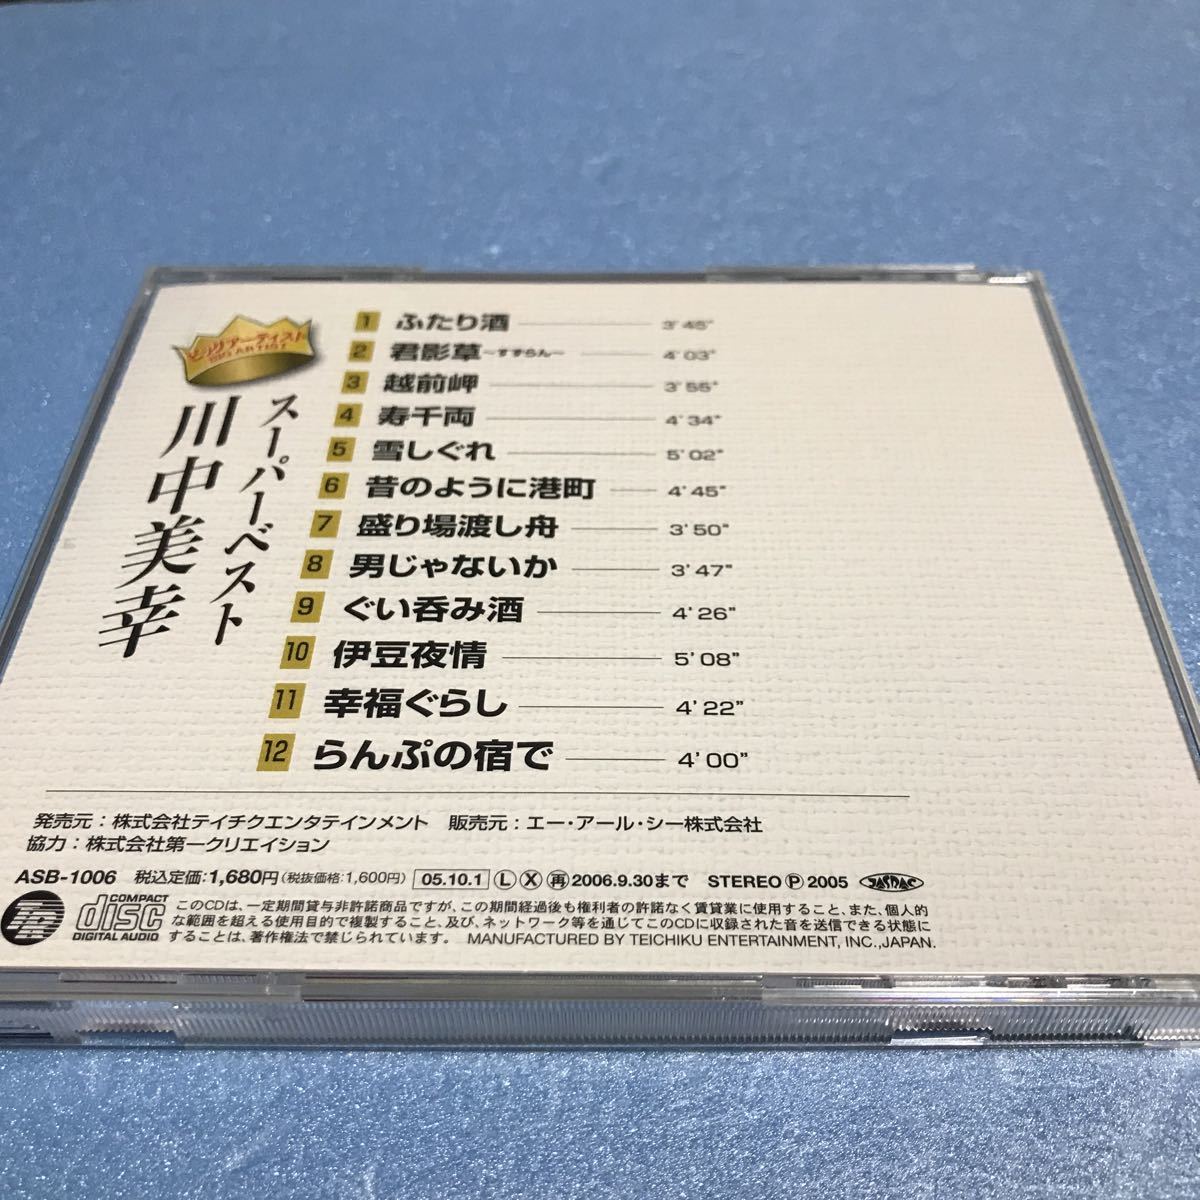 ビッグアーティスト
BIG ARTIST
スーパーベスト
川中美幸
1 ふたり酒 3'45"
2 君影草~すずらん~ 4'03"
3 越前岬 3'55"
4 寿千両 4'34"
5 雪しぐれ 5'02"
6 昔のように港町 4'45"
7 盛り場渡し舟 3'50"
8 男じゃないか 3'47"
9 ぐい呑み酒 4'26"
10 伊豆夜情 5'08"
11 幸福ぐらし 4'22"
12 らんぷの宿で 4'00"
発売元:株式会社テイチクエンタテインメント 販売元:エー・アール・シー株式会社
協力:株式会社第一クリエイション
ASB-1006 税込定価:1,680円(税抜価格:1,600円) 05.10.1 Ⓛ Ⓧ ㊢再 2006.9.30まで STEREO Ⓟ 2005 JASRAC
COMPACT
disc
DIGITAL AUDIO
このCDは、一定期間貸与非許諾商品ですが、この期間経過後も権利者の許諾なく賃貸業に使用すること、また、個人的
な範囲を超える使用目的で複製すること、及び、ネットワーク等を通じてこのCDに収録された音を送信できる状態に
することは、著作権法で禁じられています。 MANUFACTURED BY TEICHIKU ENTERTAINMENT, INC.,JAPAN.